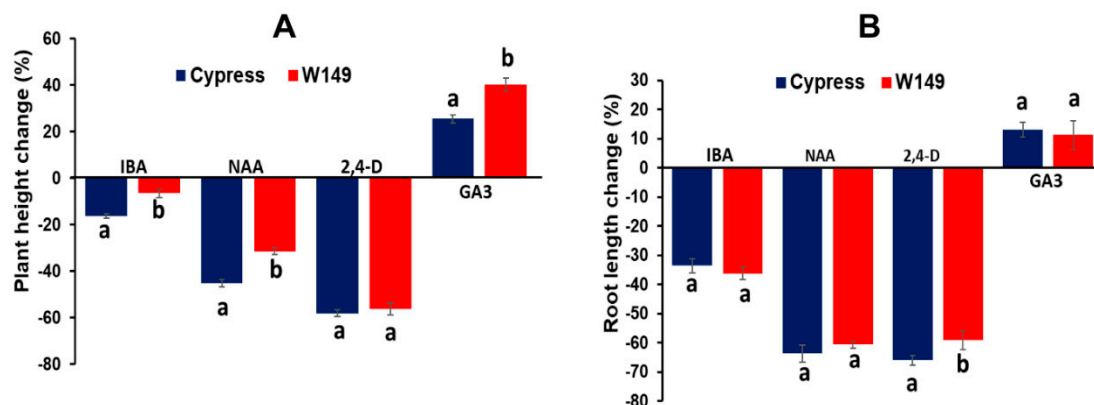 A
Plant height change (%)
60
40
20
0
-20
-40
-60
-80
Cypress W149
IBA NAA 2,4-D GA3
a b a b a a a b
B
Root length change (%)
30
20
10
0
-10
-20
-30
-40
-50
-60
-70
-80
Cypress W149
IBA NAA 2,4-D GA3
a a a a a b a a